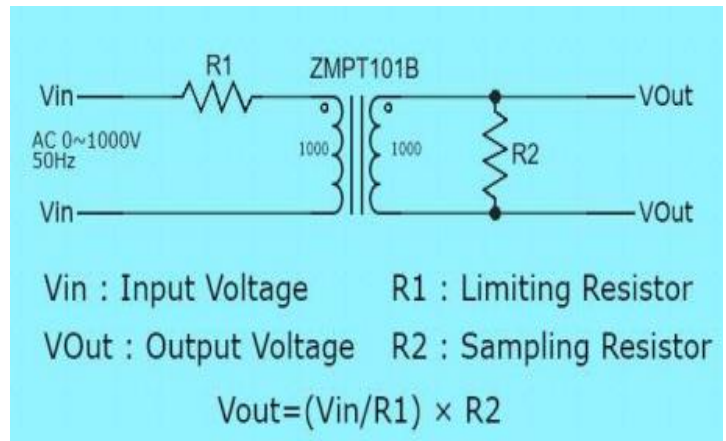 R1 ZMPT101B
Vin VOut
AC 0~1000V
50Hz
1000 1000
R2
Vin VOut
Vin : Input Voltage R1 : Limiting Resistor
VOut : Output Voltage R2 : Sampling Resistor
Vout=(Vin/R1) × R2